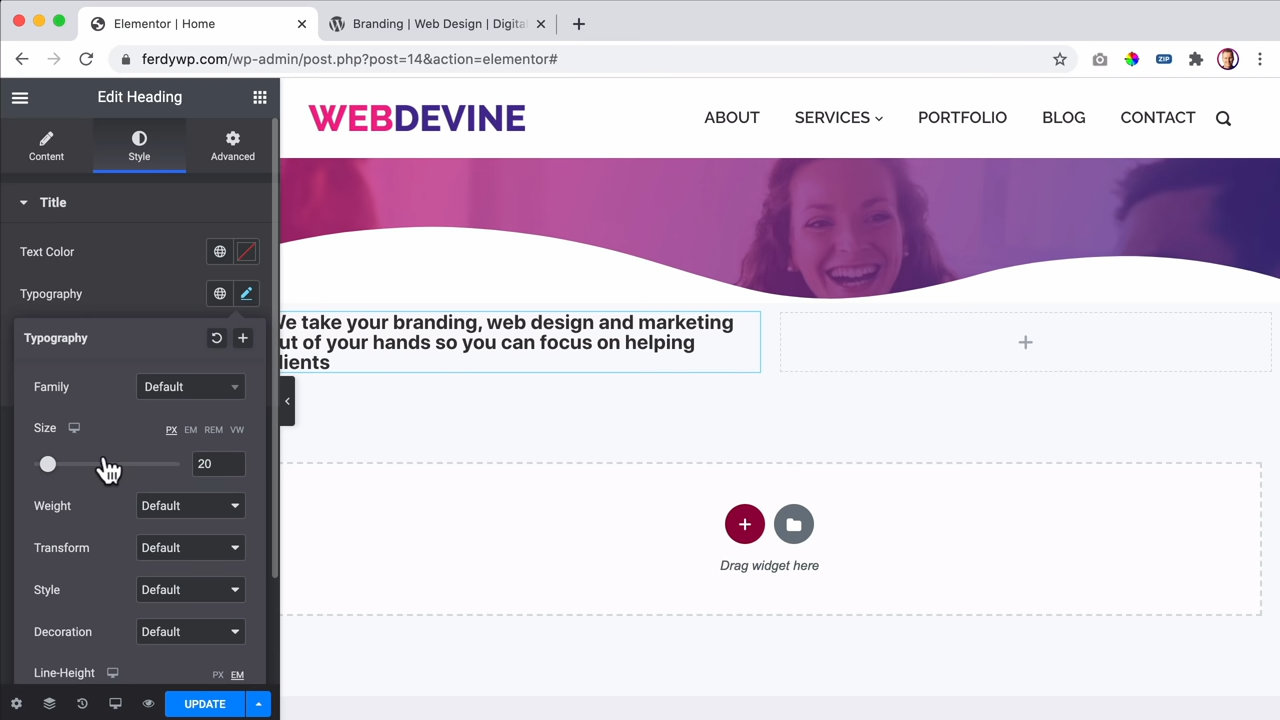 Elementor | Home
Branding | Web Design | Digita
ferdywp.com/wp-admin/post.php?post=14&action=elementor#
ZIP
Edit Heading
Content
Style
Advanced
Title
Text Color
Typography
Typography
Family
Default
Size
PX EM REM VW
20
Weight
Default
Transform
Default
Style
Default
Decoration
Default
Line-Height
PX EM
UPDATE
WEBDEVINE
ABOUT SERVICES PORTFOLIO BLOG CONTACT
We take your branding, web design and marketing
ut of your hands so you can focus on helping
lients
Drag widget here